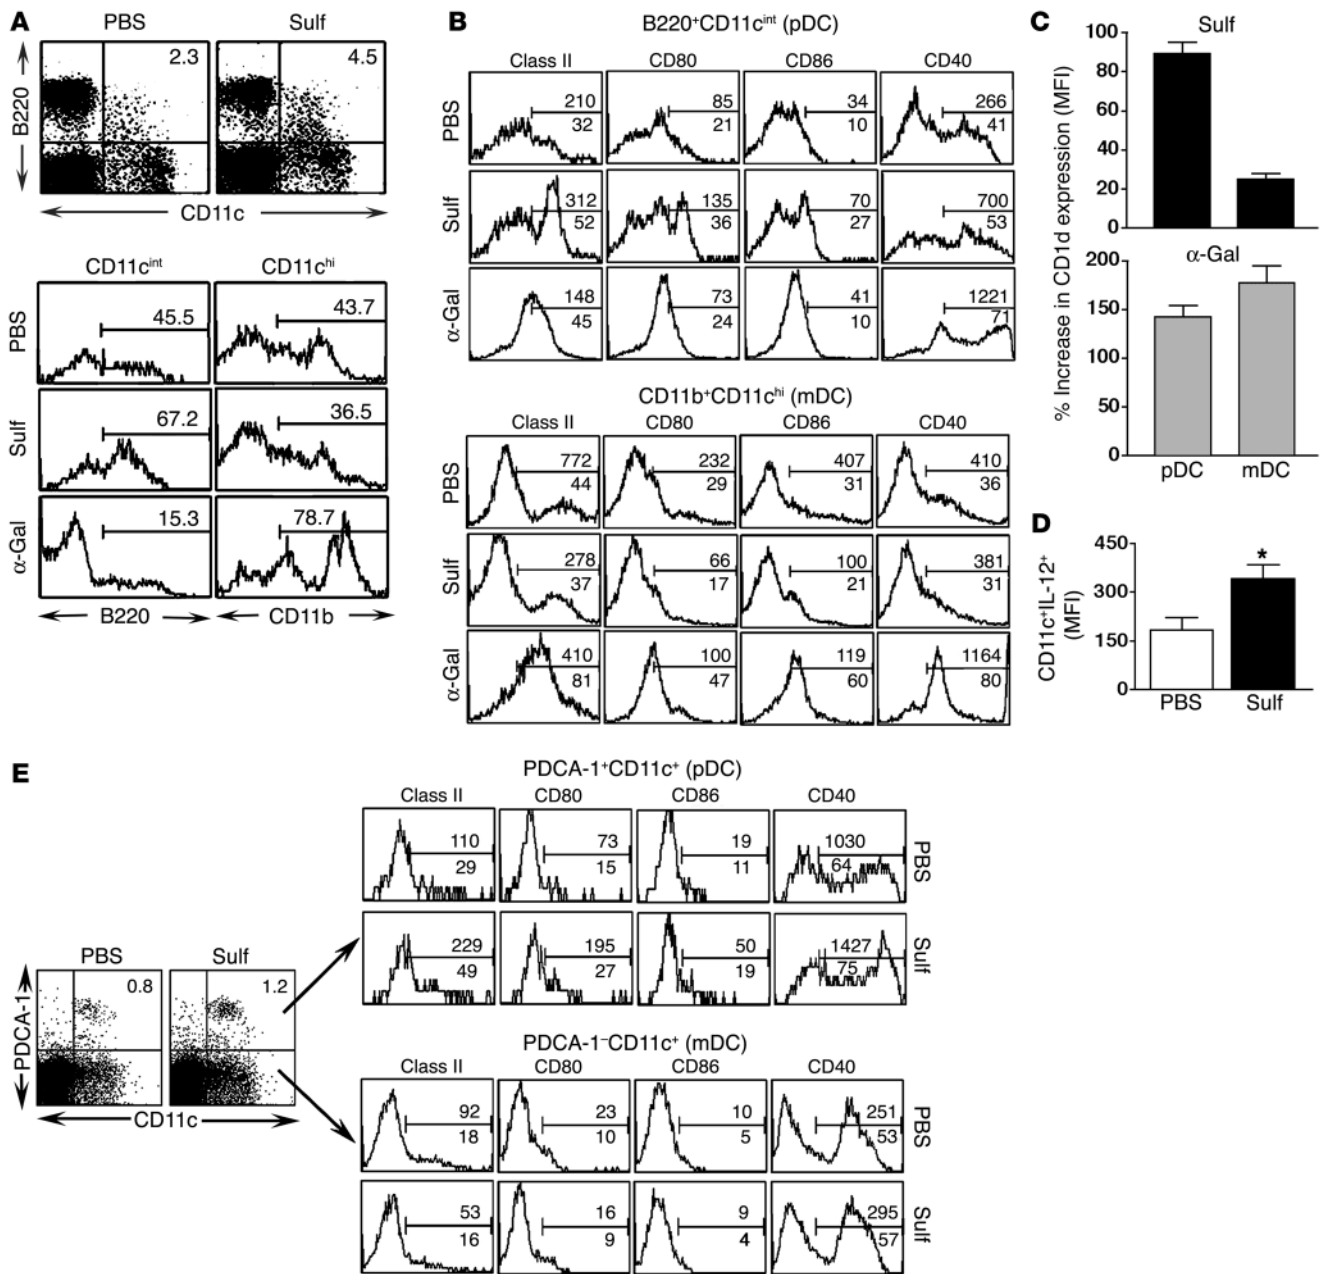 A
PBS
Sulf
B220
2.3
4.5
CD11c
CD11cint
CD11chi
PBS
45.5
43.7
Sulf
67.2
36.5
α-Gal
15.3
78.7
B220
CD11b
B
B220+CD11cint (pDC)
Class II
CD80
CD86
CD40
PBS
210
85
34
266
32
21
10
41
Sulf
312
135
70
700
52
36
27
53
α-Gal
148
73
41
1221
45
24
10
71
CD11b+CD11chi (mDC)
Class II
CD80
CD86
CD40
PBS
772
232
407
410
44
29
31
36
Sulf
278
66
100
381
37
17
21
31
α-Gal
410
100
119
1164
81
47
60
80
C
Sulf
% Increase in CD1d expression (MFI)
100
80
60
40
20
0
α-Gal
200
150
100
50
0
pDC
mDC
D
CD11c+IL-12+
(MFI)
450
300
150
0
*
PBS
Sulf
E
PBS
Sulf
PDCA-1
0.8
1.2
CD11c
PDCA-1+CD11c+ (pDC)
Class II
CD80
CD86
CD40
110
73
19
1030
29
15
11
64
PBS
229
195
50
1427
49
27
19
75
Sulf
PDCA-1–CD11c+ (mDC)
Class II
CD80
CD86
CD40
92
23
10
251
18
10
5
53
PBS
53
16
9
295
16
9
4
57
Sulf